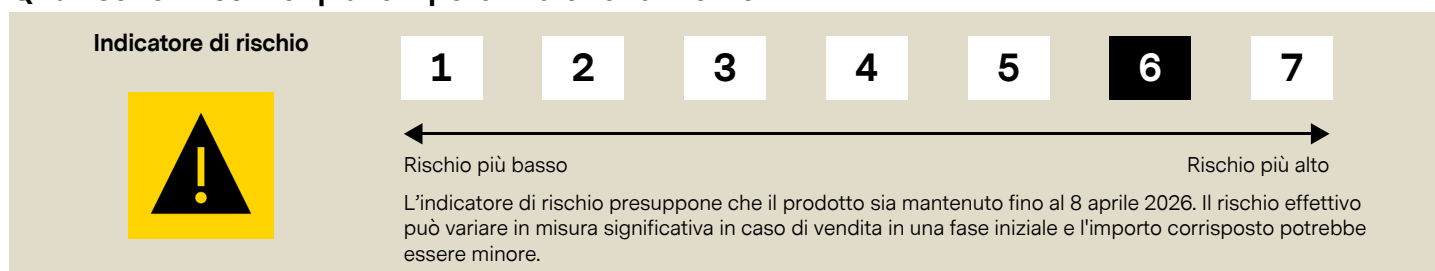 Indicatore di rischio
1 2 3 4 5 6 7
Rischio più basso Rischio più alto
L'indicatore di rischio presuppone che il prodotto sia mantenuto fino al 8 aprile 2026. Il rischio effettivo
può variare in misura significativa in caso di vendita in una fase iniziale e l'importo corrisposto potrebbe
essere minore.